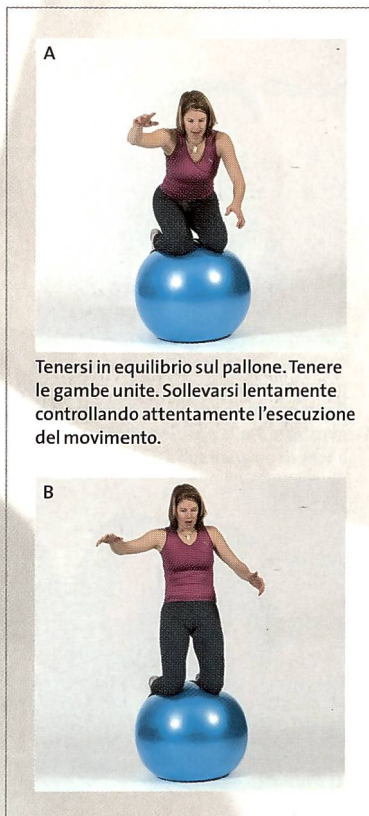 A
Tenersi in equilibrio sul pallone. Tenere
le gambe unite. Sollevarsi lentamente
controllando attentamente l'esecuzione
del movimento.
B